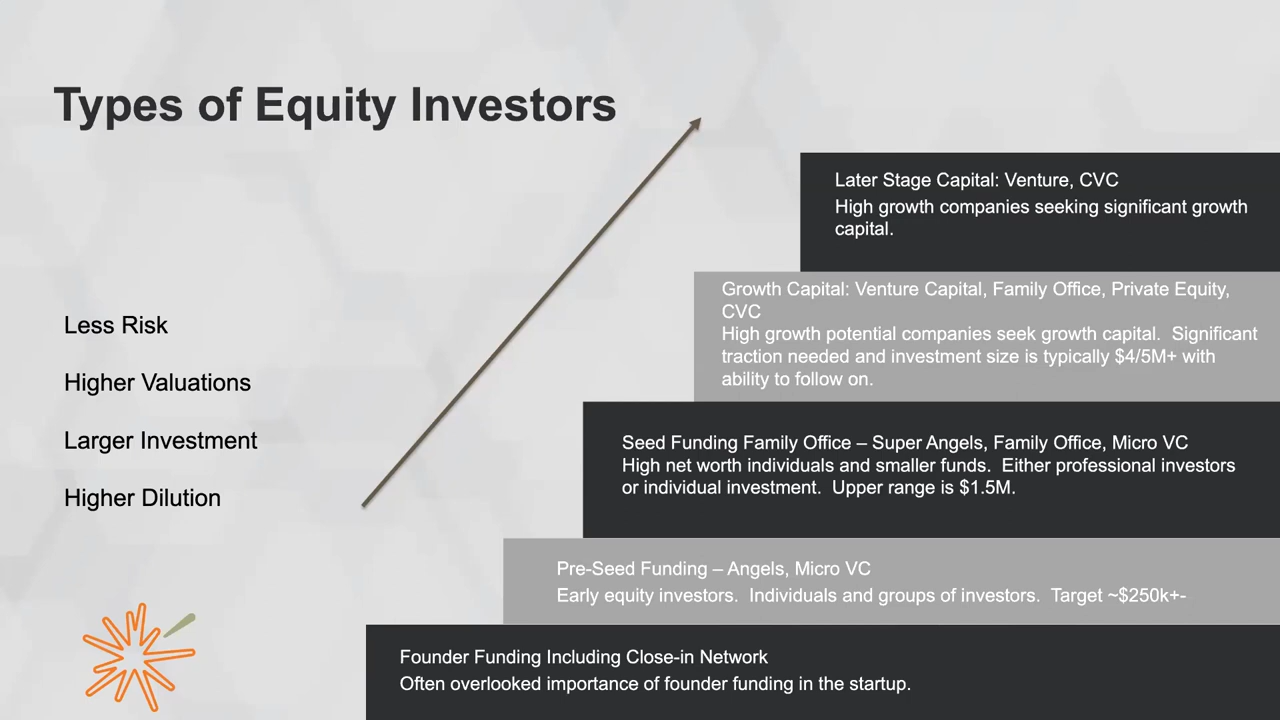 Types of Equity Investors
Later Stage Capital: Venture, CVC
High growth companies seeking significant growth
capital.
Growth Capital: Venture Capital, Family Office, Private Equity,
CVC
High growth potential companies seek growth capital.  Significant
traction needed and investment size is typically $4/5M+ with
ability to follow on.
Less Risk
Higher Valuations
Larger Investment
Higher Dilution
Seed Funding Family Office – Super Angels, Family Office, Micro VC
High net worth individuals and smaller funds.  Either professional investors
or individual investment.  Upper range is $1.5M.
Pre-Seed Funding – Angels, Micro VC
Early equity investors.  Individuals and groups of investors.  Target ~$250k+-
Founder Funding Including Close-in Network
Often overlooked importance of founder funding in the startup.